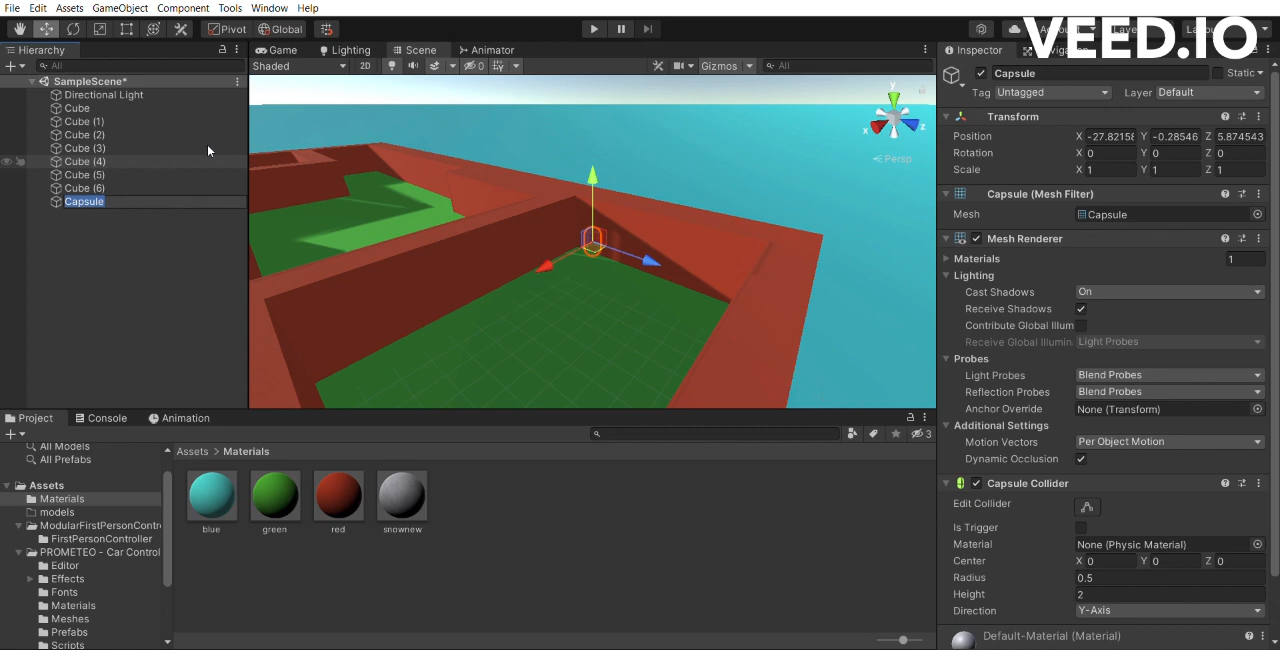 File Edit Assets GameObject Component Tools Window Help
Pivot Global
VEED.IO
Hierarchy
Game Lighting Scene Animator
Inspector
All
Shaded 2D 0 Gizmos All
Capsule Static
SampleScene*
Tag Untagged Layer Default
Directional Light
Cube
Cube (1)
Cube (2)
Cube (3)
Cube (4)
Cube (5)
Cube (6)
Capsule
y
x z
Persp
Transform
Position X -27.82158 Y -0.28546 Z 5.874543
Rotation X 0 Y 0 Z 0
Scale X 1 Y 1 Z 1
Capsule (Mesh Filter)
Mesh Capsule
Mesh Renderer
Materials 1
Lighting
Cast Shadows On
Receive Shadows
Contribute Global Illum
Receive Global Illumin Light Probes
Probes
Light Probes Blend Probes
Reflection Probes Blend Probes
Anchor Override None (Transform)
Additional Settings
Motion Vectors Per Object Motion
Dynamic Occlusion
Capsule Collider
Edit Collider
Is Trigger
Material None (Physic Material)
Center X 0 Y 0 Z 0
Radius 0.5
Height 2
Direction Y-Axis
Default-Material (Material)
Project Console Animation
3
All Models
All Prefabs
Assets
Materials
models
ModularFirstPersonContr
FirstPersonController
PROMETEO - Car Control
Editor
Effects
Fonts
Materials
Meshes
Prefabs
Scripts
Assets > Materials
blue green red snownew